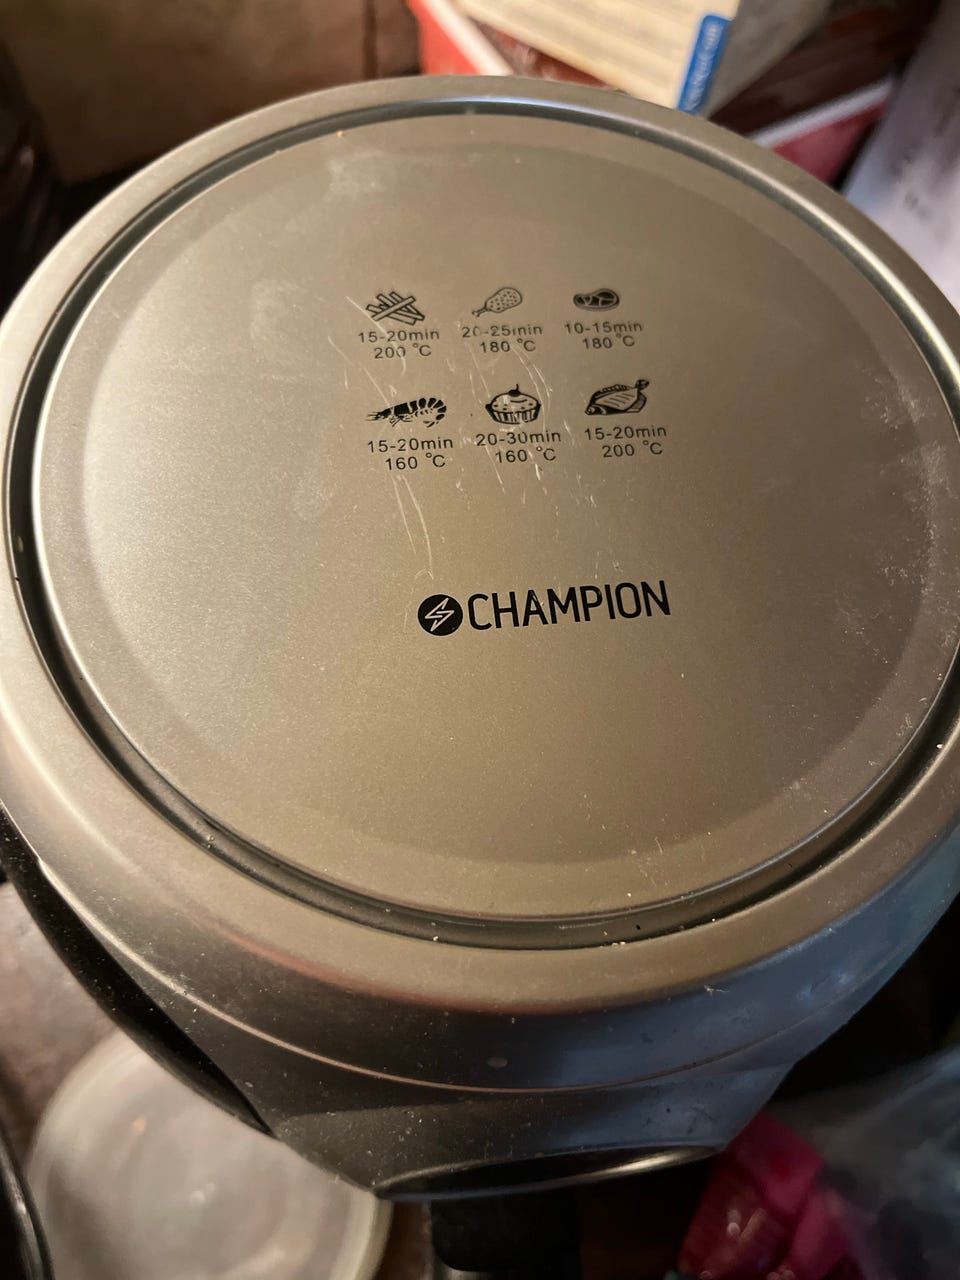 15-20min 20-25min 10-15min
200 °C 180 °C 180 °C
15-20min 20-30min 15-20min
160 °C 160 °C 200 °C
CHAMPION